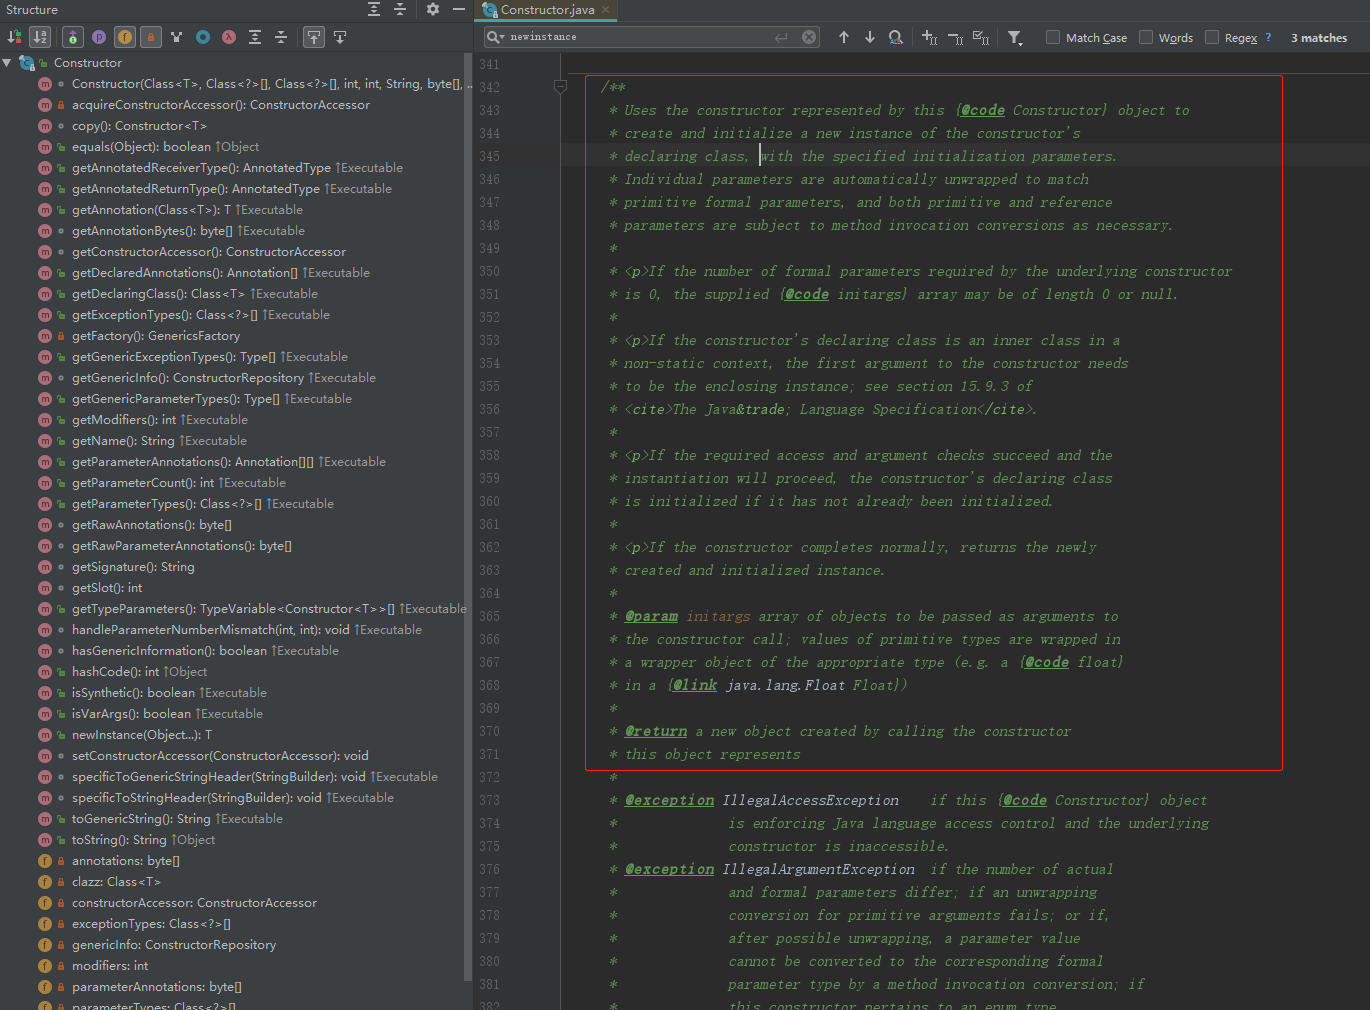 Structure
Constructor
Constructor(Class<T>, Class<?>[], Class<?>[], int, int, String, byte[], ..
acquireConstructorAccessor(): ConstructorAccessor
copy(): Constructor<T>
equals(Object): boolean ↑Object
getAnnotatedReceiverType(): AnnotatedType ↑Executable
getAnnotatedReturnType(): AnnotatedType ↑Executable
getAnnotation(Class<T>): T ↑Executable
getAnnotationBytes(): byte[] ↑Executable
getConstructorAccessor(): ConstructorAccessor
getDeclaredAnnotations(): Annotation[] ↑Executable
getDeclaringClass(): Class<T> ↑Executable
getExceptionTypes(): Class<?>[] ↑Executable
getFactory(): GenericsFactory
getGenericExceptionTypes(): Type[] ↑Executable
getGenericInfo(): ConstructorRepository ↑Executable
getGenericParameterTypes(): Type[] ↑Executable
getModifiers(): int ↑Executable
getName(): String ↑Executable
getParameterAnnotations(): Annotation[][] ↑Executable
getParameterCount(): int ↑Executable
getParameterTypes(): Class<?>[] ↑Executable
getRawAnnotations(): byte[]
getRawParameterAnnotations(): byte[]
getSignature(): String
getSlot(): int
getTypeParameters(): TypeVariable<Constructor<T>>[] ↑Executable
handleParameterNumberMismatch(int, int): void ↑Executable
hasGenericInformation(): boolean ↑Executable
hashCode(): int ↑Object
isSynthetic(): boolean ↑Executable
isVarArgs(): boolean ↑Executable
newInstance(Object...): T
setConstructorAccessor(ConstructorAccessor): void
specificToGenericStringHeader(StringBuilder): void ↑Executable
specificToStringHeader(StringBuilder): void ↑Executable
toGenericString(): String ↑Executable
toString(): String ↑Object
annotations: byte[]
clazz: Class<T>
constructorAccessor: ConstructorAccessor
exceptionTypes: Class<?>[]
genericInfo: ConstructorRepository
modifiers: int
parameterAnnotations: byte[]
parameterTypes: Class<?>[]
Constructor.java
newinstance
Match Case Words Regex ? 3 matches
341
342 /**
343 * Uses the constructor represented by this {@code Constructor} object to
344 * create and initialize a new instance of the constructor's
345 * declaring class, with the specified initialization parameters.
346 * Individual parameters are automatically unwrapped to match
347 * primitive formal parameters, and both primitive and reference
348 * parameters are subject to method invocation conversions as necessary.
349 *
350 * <p>If the number of formal parameters required by the underlying constructor
351 * is 0, the supplied {@code initargs} array may be of length 0 or null.
352 *
353 * <p>If the constructor's declaring class is an inner class in a
354 * non-static context, the first argument to the constructor needs
355 * to be the enclosing instance; see section 15.9.3 of
356 * <cite>The Java&trade; Language Specification</cite>.
357 *
358 * <p>If the required access and argument checks succeed and the
359 * instantiation will proceed, the constructor's declaring class
360 * is initialized if it has not already been initialized.
361 *
362 * <p>If the constructor completes normally, returns the newly
363 * created and initialized instance.
364 *
365 * @param initargs array of objects to be passed as arguments to
366 * the constructor call; values of primitive types are wrapped in
367 * a wrapper object of the appropriate type (e.g. a {@code float}
368 * in a {@link java.lang.Float Float})
369 *
370 * @return a new object created by calling the constructor
371 * this object represents
372 *
373 * @exception IllegalAccessException if this {@code Constructor} object
374 * is enforcing Java language access control and the underlying
375 * constructor is inaccessible.
376 * @exception IllegalArgumentException if the number of actual
377 * and formal parameters differ; if an unwrapping
378 * conversion for primitive arguments fails; or if,
379 * after possible unwrapping, a parameter value
380 * cannot be converted to the corresponding formal
381 * parameter type by a method invocation conversion; if
382 * this constructor pertains to an enum type